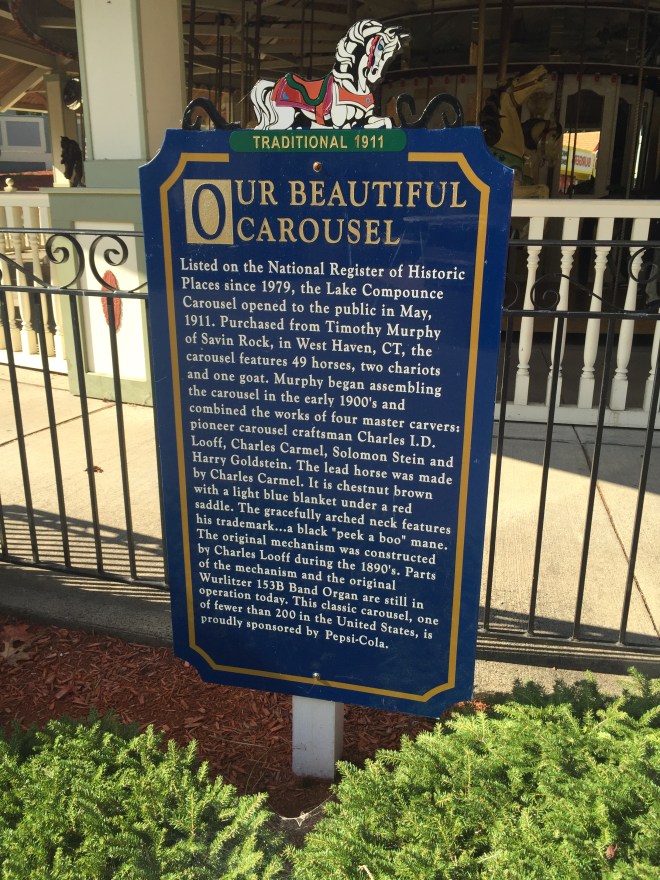 TRADITIONAL 1911
OUR BEAUTIFUL
CAROUSEL
Listed on the National Register of Historic
Places since 1979, the Lake Compounce
Carousel opened to the public in May,
1911. Purchased from Timothy Murphy
of Savin Rock, in West Haven, CT, the
carousel features 49 horses, two chariots
and one goat. Murphy began assembling
the carousel in the early 1900's and
combined the works of four master carvers:
pioneer carousel craftsman Charles I.D.
Looff, Charles Carmel, Solomon Stein and
Harry Goldstein. The lead horse was made
by Charles Carmel. It is chestnut brown
with a light blue blanket under a red
saddle. The gracefully arched neck features
his trademark...a black "peek a boo" mane.
The original mechanism was constructed
by Charles Looff during the 1890's. Parts
of the mechanism and the original
Wurlitzer 153B Band Organ are still in
operation today. This classic carousel, one
of fewer than 200 in the United States, is
proudly sponsored by Pepsi-Cola.